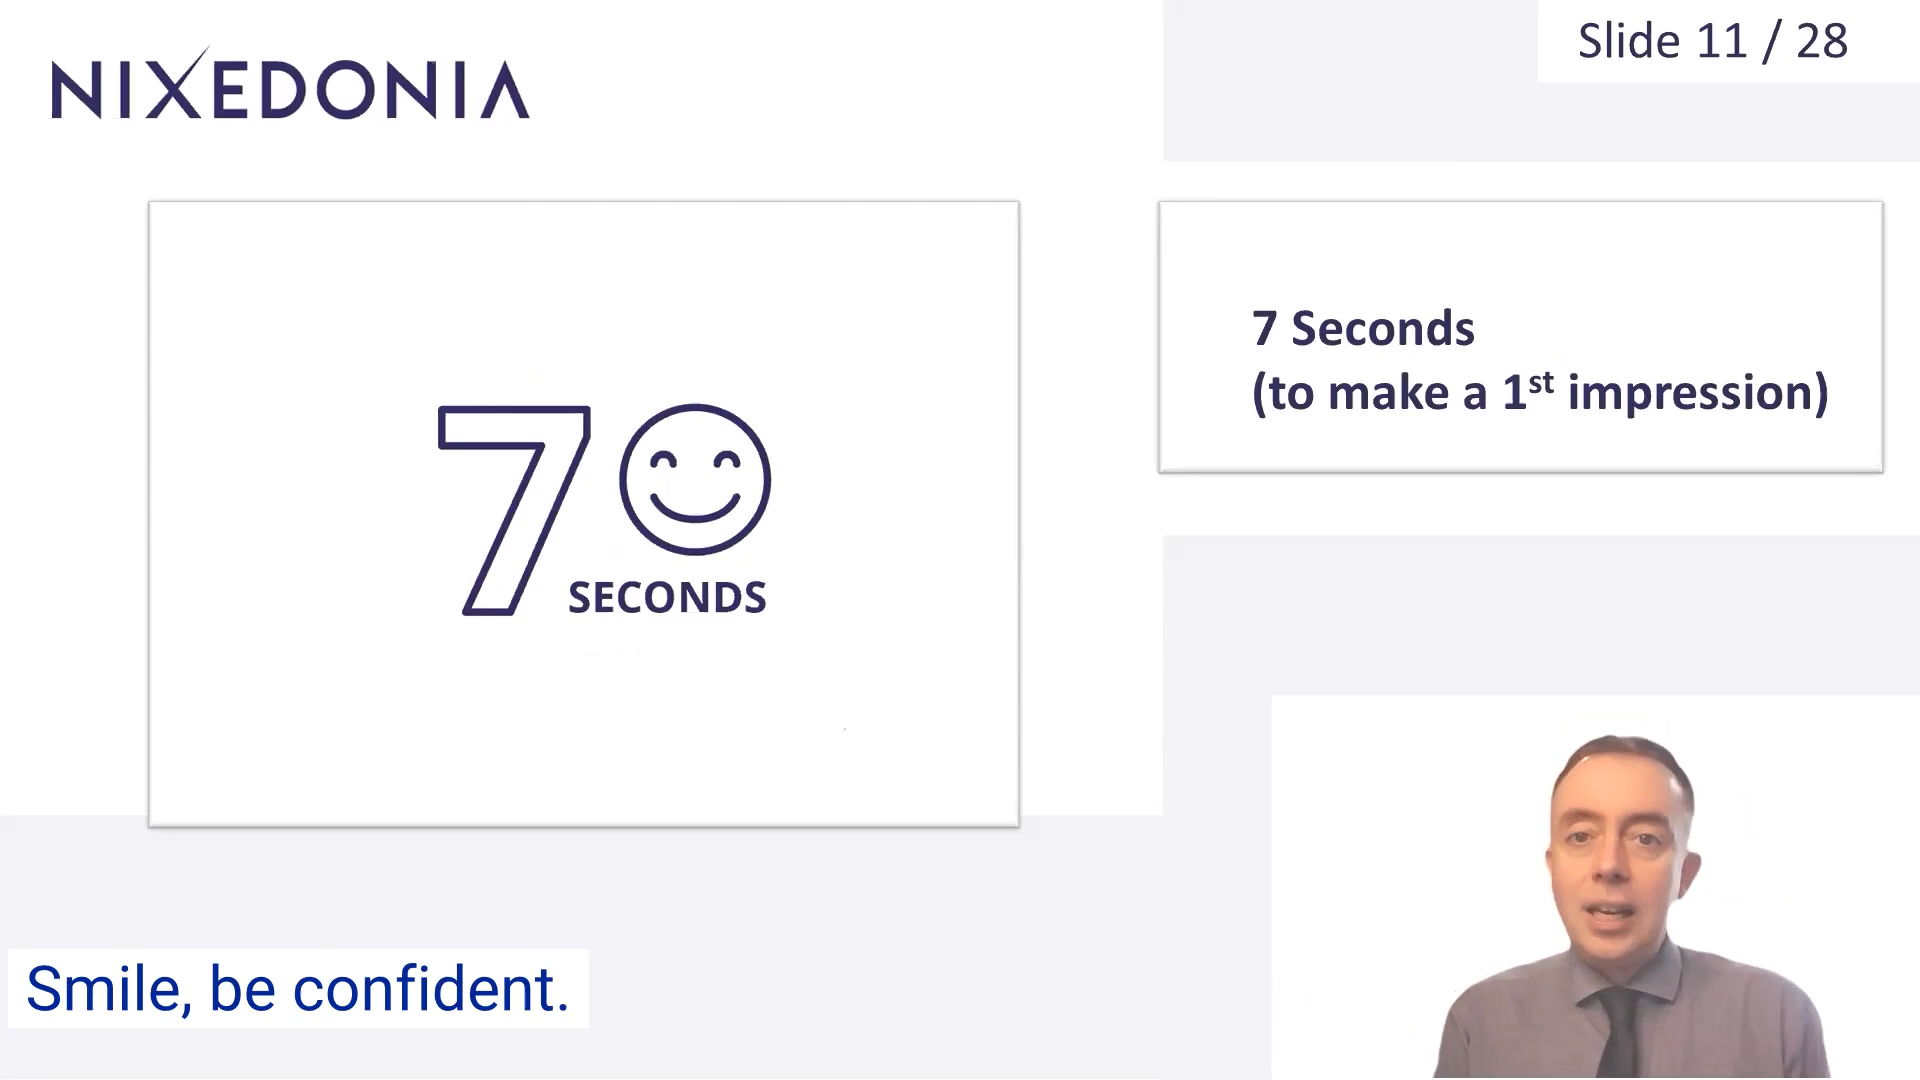 NIXEDONIA
Slide 11 / 28
7
SECONDS
7 Seconds
(to make a 1st impression)
Smile, be confident.